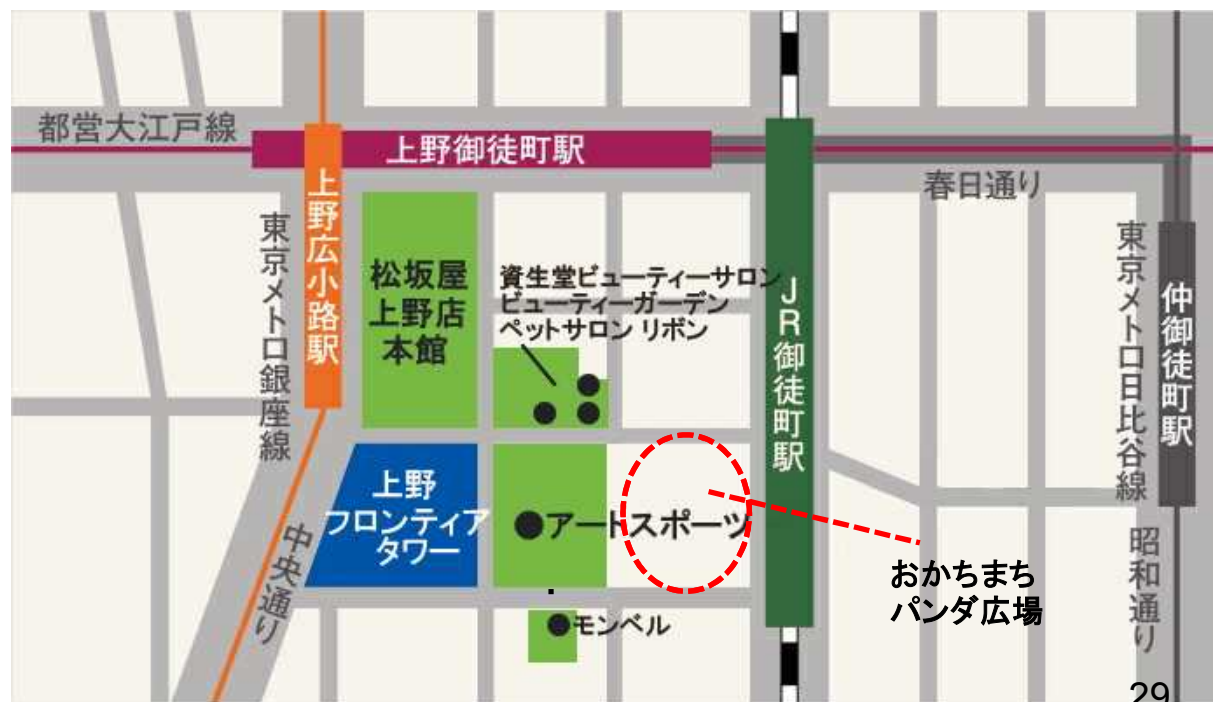 都営大江戸線
上野御徒町駅
春日通り
上野広小路駅
東京メトロ銀座線
松坂屋
上野店
本館
資生堂ビューティーサロン
ビューティーガーデン
ペットサロン リボン
JR御徒町駅
東京メトロ日比谷線
仲御徒町駅
上野
フロンティア
タワー
アートスポーツ
中央通り
おかちまち
パンダ広場
昭和通り
モンベル
29